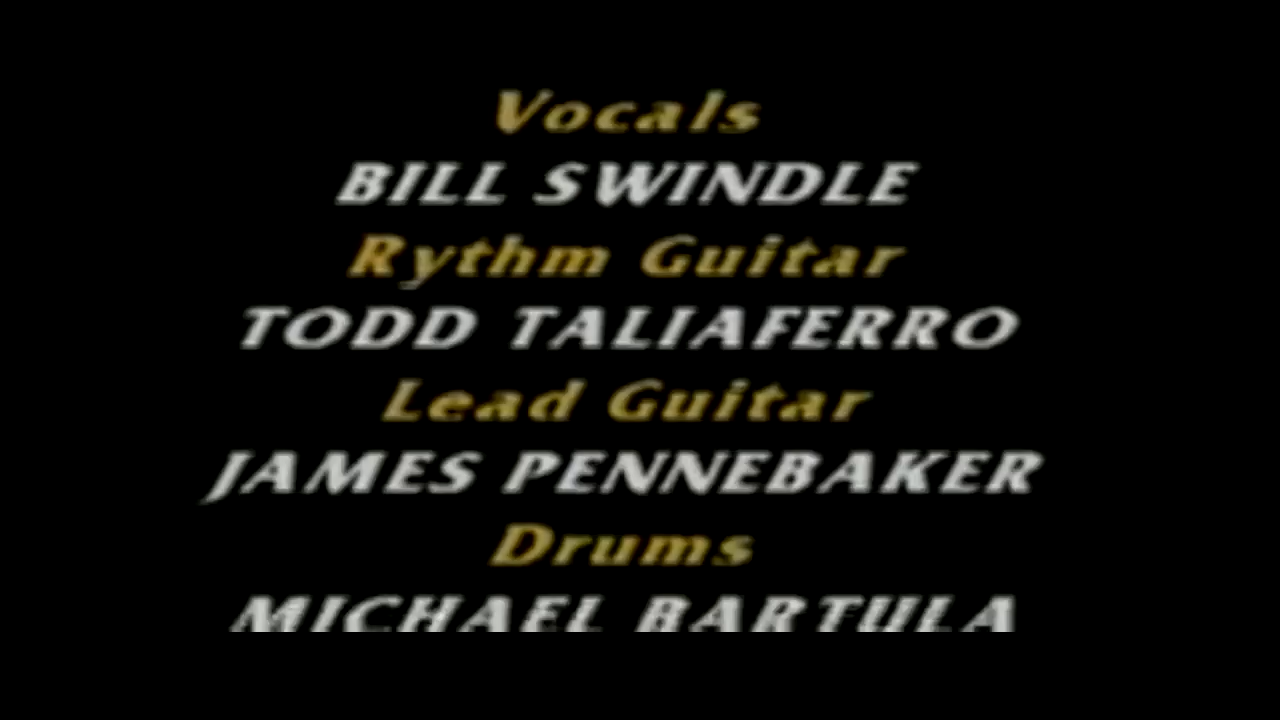 Vocals
BILL SWINDLE
Rythm Guitar
TODD TALIAFERRO
Lead Guitar
JAMES PENNEBAKER
Drums
MICHAEL BARTULA